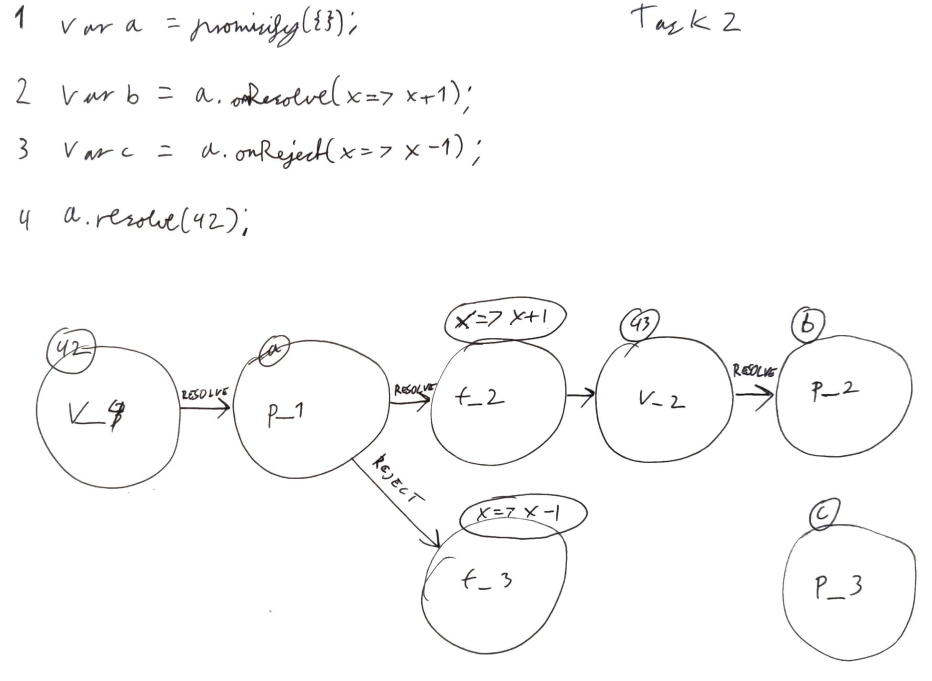 1 var a = promisify({});
Task 2
2 var b = a.onResolve(x=> x+1);
3 var c = a.onReject(x=> x-1);
4 a.resolve(42);
x=> x+1
43
b
42
a
RESOLVE
RESOLVE
RESOLVE
p_1
f_2
v_2
p_2
REJECT
x=> x-1
c
f_3
p_3